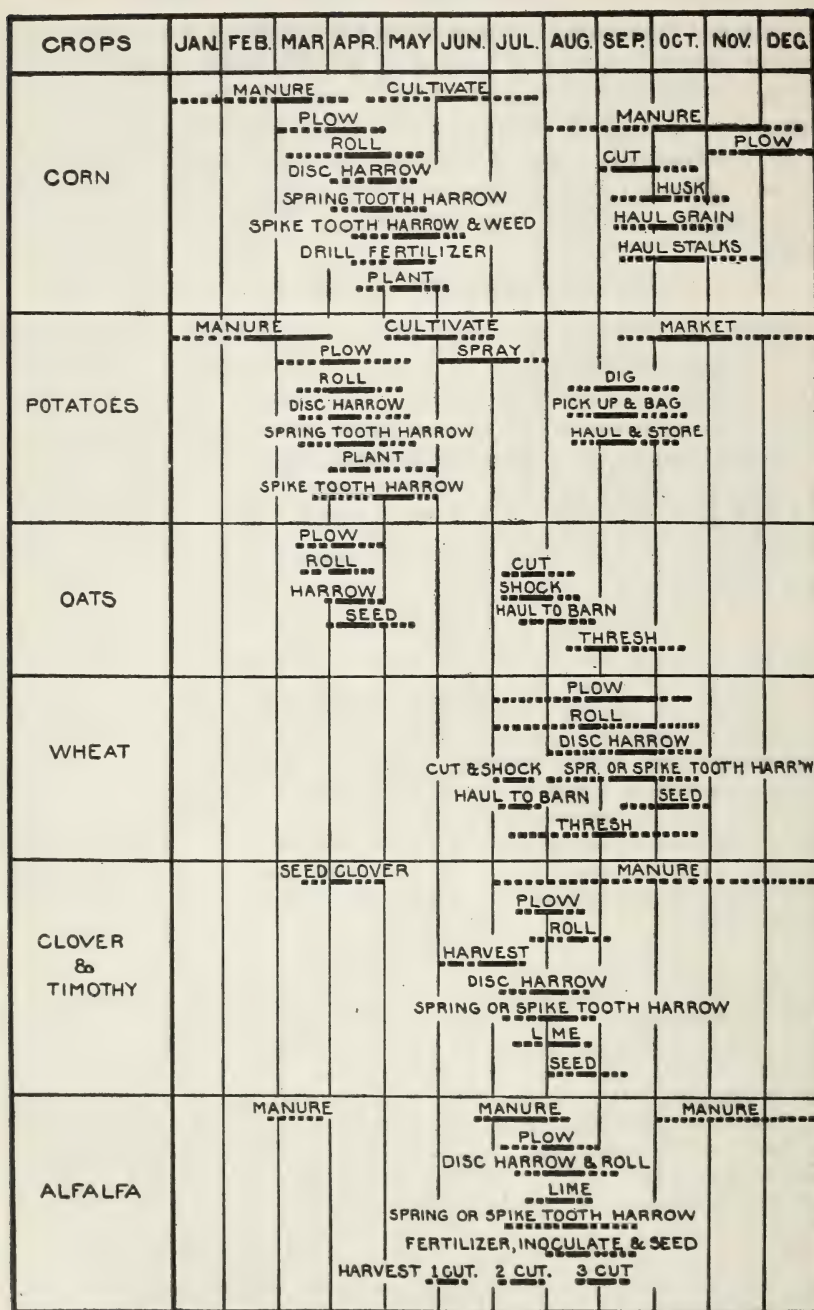 CROPS JAN. FEB. MAR APR. MAY JUN. JUL. AUG. SEP. OCT. NOV. DEC.
CORN
MANURE CULTIVATE
MANURE
PLOW
PLOW
ROLL
CUT
DISC HARROW
HUSK
SPRING TOOTH HARROW
HAUL GRAIN
SPIKE TOOTH HARROW & WEED
HAUL STALKS
DRILL FERTILIZER
PLANT
POTATOES
MANURE CULTIVATE MARKET
PLOW SPRAY
ROLL DIG
DISC HARROW PICK UP & BAG
SPRING TOOTH HARROW HAUL & STORE
PLANT
SPIKE TOOTH HARROW
OATS
PLOW
ROLL CUT
HARROW SHOCK
SEED HAUL TO BARN
THRESH
WHEAT
PLOW
ROLL
DISC HARROW
CUT & SHOCK SPR. OR SPIKE TOOTH HARR'W
HAUL TO BARN SEED
THRESH
CLOVER
&
TIMOTHY
SEED CLOVER MANURE
PLOW
ROLL
HARVEST
DISC HARROW
SPRING OR SPIKE TOOTH HARROW
LIME
SEED
ALFALFA
MANURE MANURE MANURE
PLOW
DISC HARROW & ROLL
LIME
SPRING OR SPIKE TOOTH HARROW
FERTILIZER, INOCULATE & SEED
HARVEST 1 CUT. 2 CUT. 3 CUT